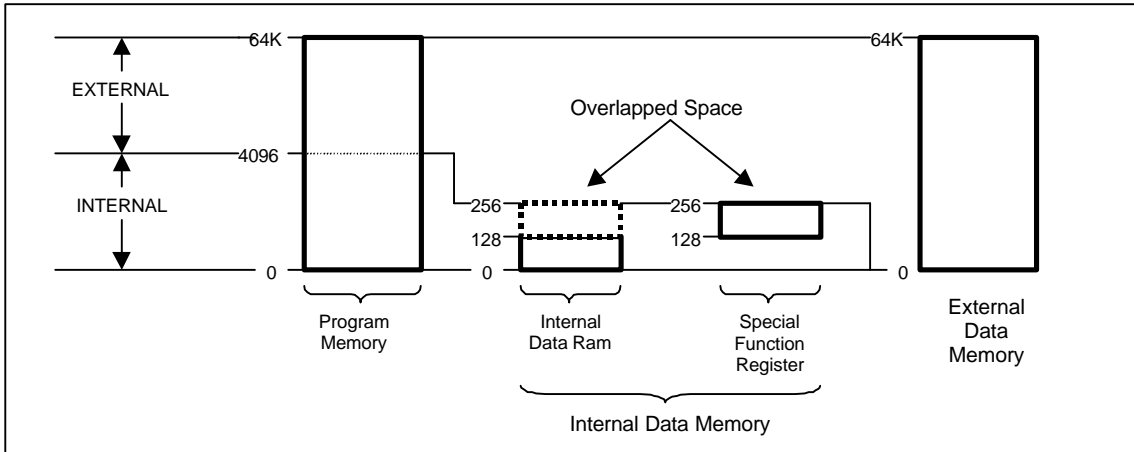 64K
64K
EXTERNAL
Overlapped Space
4096
INTERNAL
256
256
128
128
0
0
0
Program
Memory
Internal
Data Ram
Special
Function
Register
External
Data
Memory
Internal Data Memory